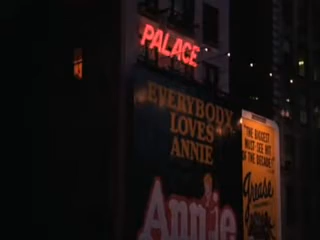 PALACE
EVERYBODY
LOVES
ANNIE
Annie
"THE BIGGEST
MUST-SEE HIT
OF THE DECADE!"
Grease